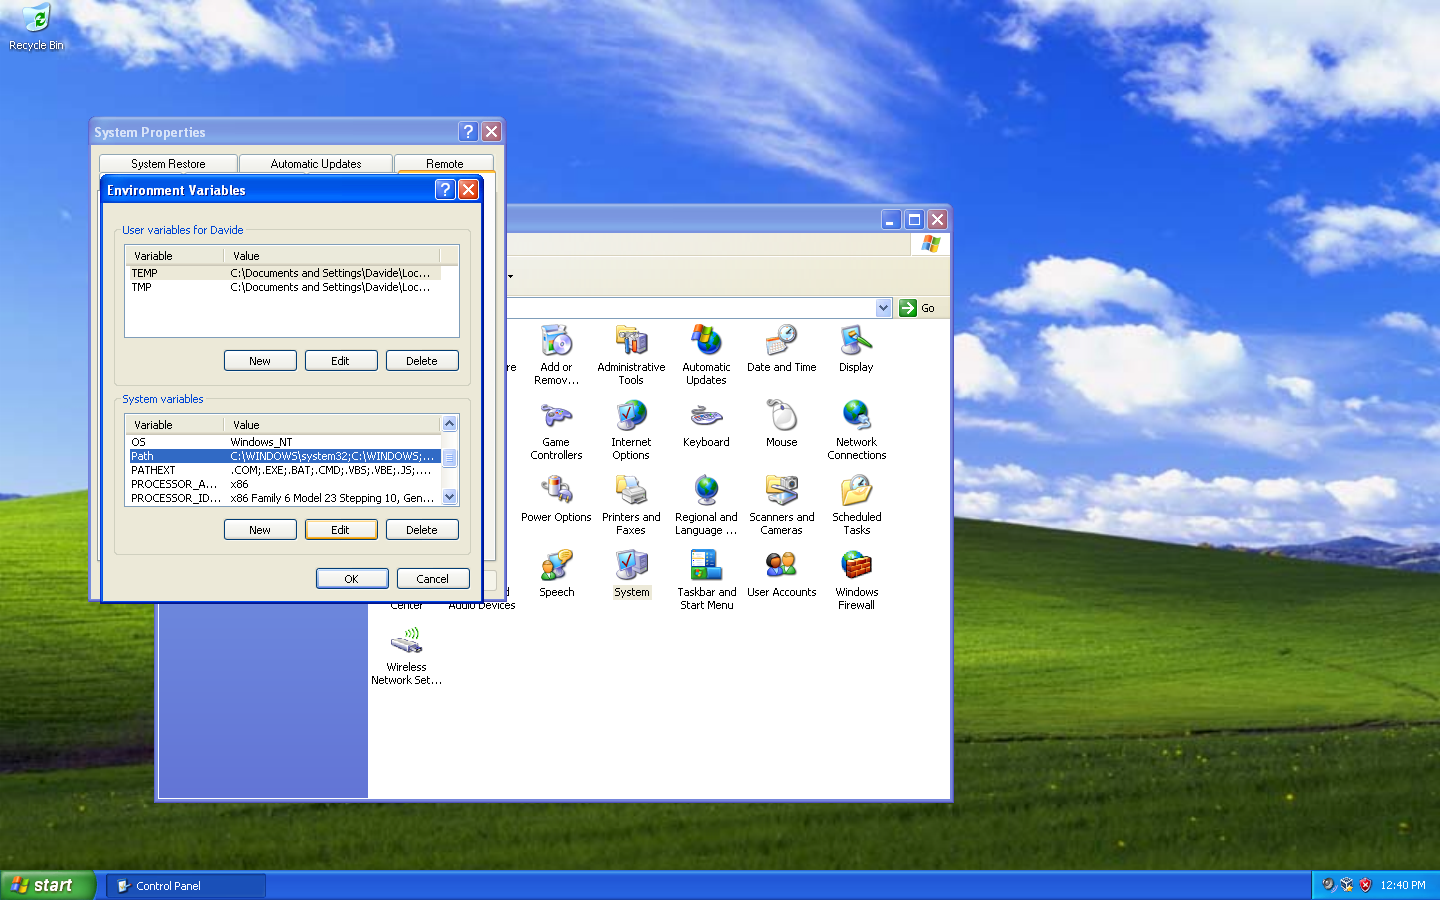 Recycle Bin
System Properties
System Restore
Automatic Updates
Remote
Environment Variables
User variables for Davide
Variable
Value
TEMP
C:\Documents and Settings\Davide\Loc...
TMP
C:\Documents and Settings\Davide\Loc...
New
Edit
Delete
System variables
Variable
Value
OS
Windows_NT
Path
C:\WINDOWS\system32;C:\WINDOWS;...
PATHEXT
.COM;.EXE;.BAT;.CMD;.VBS;.VBE;.JS;....
PROCESSOR_A...
x86
PROCESSOR_ID...
x86 Family 6 Model 23 Stepping 10, Gen...
New
Edit
Delete
OK
Cancel
Go
re
Add or
Remov...
Administrative
Tools
Automatic
Updates
Date and Time
Display
Game
Controllers
Internet
Options
Keyboard
Mouse
Network
Connections
Power Options
Printers and
Faxes
Regional and
Language ...
Scanners and
Cameras
Scheduled
Tasks
Center
Audio Devices
Speech
System
Taskbar and
Start Menu
User Accounts
Windows
Firewall
Wireless
Network Set...
start
Control Panel
12:40 PM